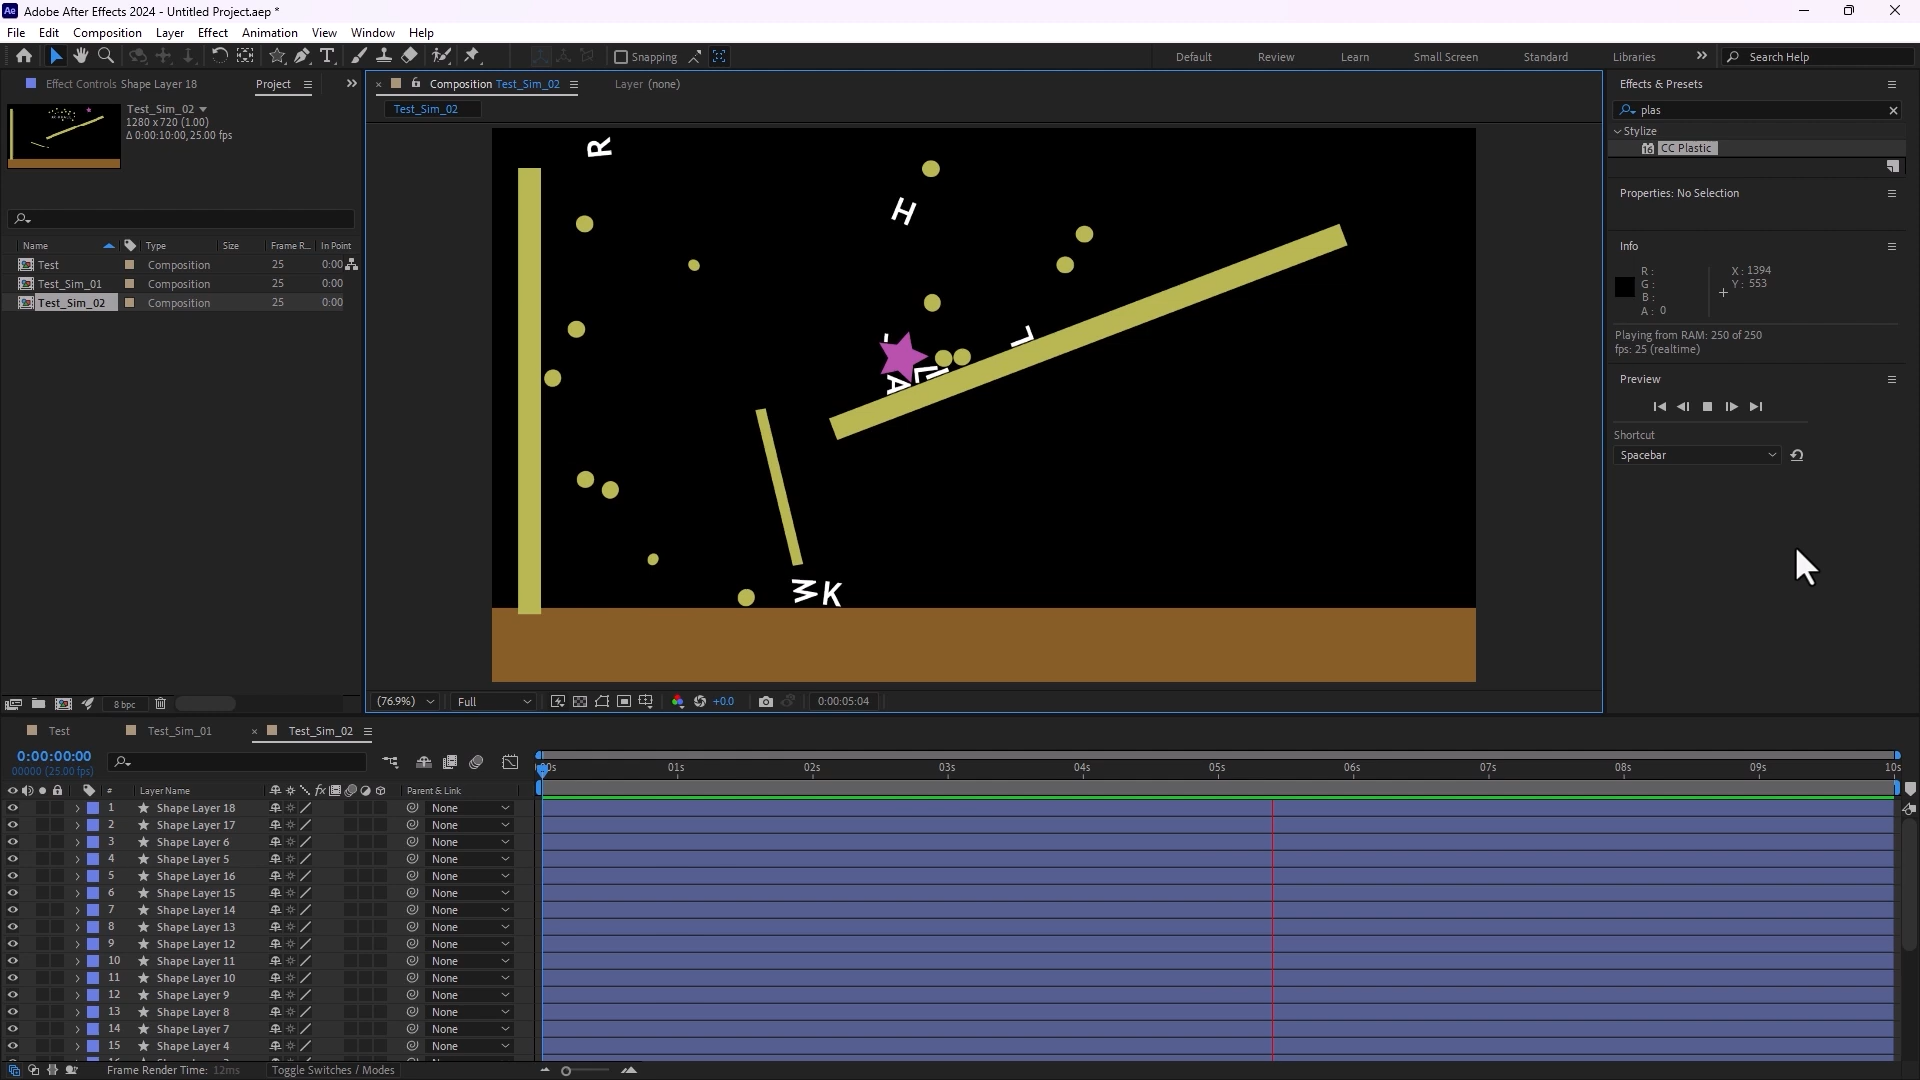 Adobe After Effects 2024 - Untitled Project.aep *
File Edit Composition Layer Effect Animation View Window Help
Snapping
Default Review Learn Small Screen Standard Libraries
Search Help
Effect Controls Shape Layer 18
Project
Test_Sim_02
1280 x 720 (1.00)
Δ 0:00:10:00, 25.00 fps
Name Type Size Frame R... In Point
Test Composition 25 0:00
Test_Sim_01 Composition 25 0:00
Test_Sim_02 Composition 25 0:00
8 bpc
Composition Test_Sim_02
Layer (none)
Test_Sim_02
R
H
L
A
W
K
(76.9%) Full +0.0 0:00:05:04
Effects & Presets
plas
Stylize
16 CC Plastic
Properties: No Selection
Info
R:
G:
B:
A: 0
X: 1394
Y: 553
Playing from RAM: 250 of 250
fps: 25 (realtime)
Preview
Shortcut
Spacebar
Test Test_Sim_01 Test_Sim_02
0:00:00:00
00000 (25.00 fps)
00s 01s 02s 03s 04s 05s 06s 07s 08s 09s 10s
# Layer Name fx Parent & Link
1 Shape Layer 18 None
2 Shape Layer 17 None
3 Shape Layer 6 None
4 Shape Layer 5 None
5 Shape Layer 16 None
6 Shape Layer 15 None
7 Shape Layer 14 None
8 Shape Layer 13 None
9 Shape Layer 12 None
10 Shape Layer 11 None
11 Shape Layer 10 None
12 Shape Layer 9 None
13 Shape Layer 8 None
14 Shape Layer 7 None
15 Shape Layer 4 None
Frame Render Time: 12ms Toggle Switches / Modes